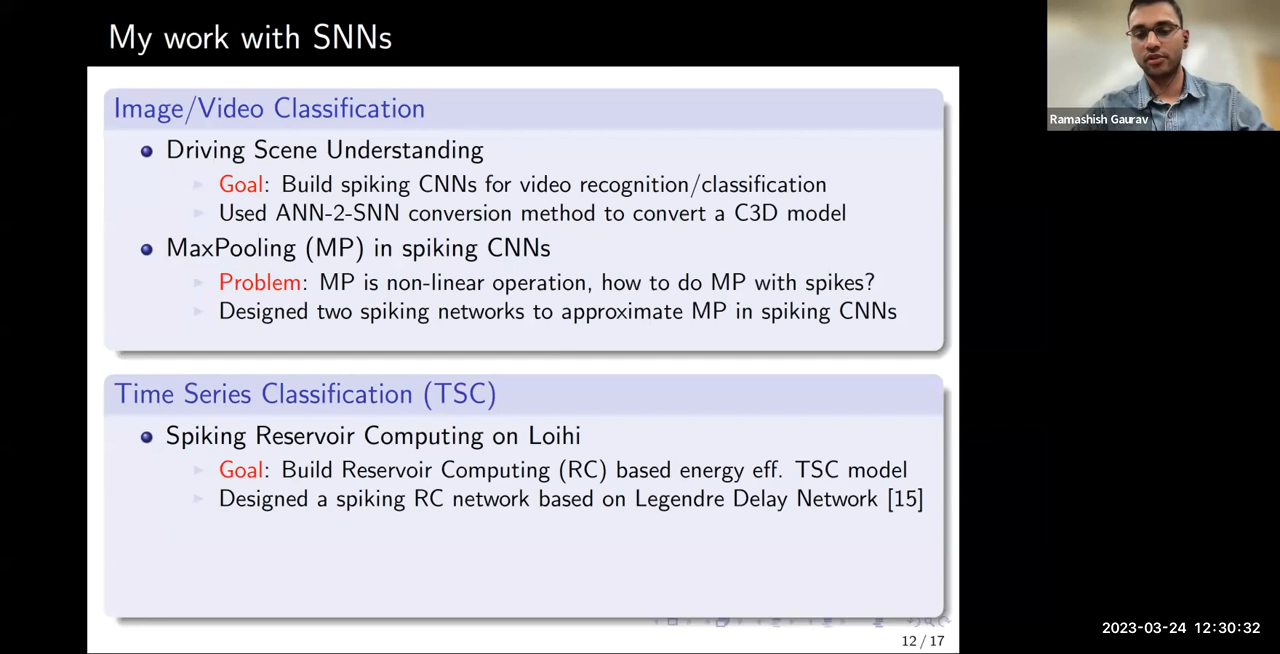 My work with SNNs
Image/Video Classification
Driving Scene Understanding
Goal: Build spiking CNNs for video recognition/classification
Used ANN-2-SNN conversion method to convert a C3D model
MaxPooling (MP) in spiking CNNs
Problem: MP is non-linear operation, how to do MP with spikes?
Designed two spiking networks to approximate MP in spiking CNNs
Time Series Classification (TSC)
Spiking Reservoir Computing on Loihi
Goal: Build Reservoir Computing (RC) based energy eff. TSC model
Designed a spiking RC network based on Legendre Delay Network [15]
12 / 17
Ramashish Gaurav
2023-03-24 12:30:32